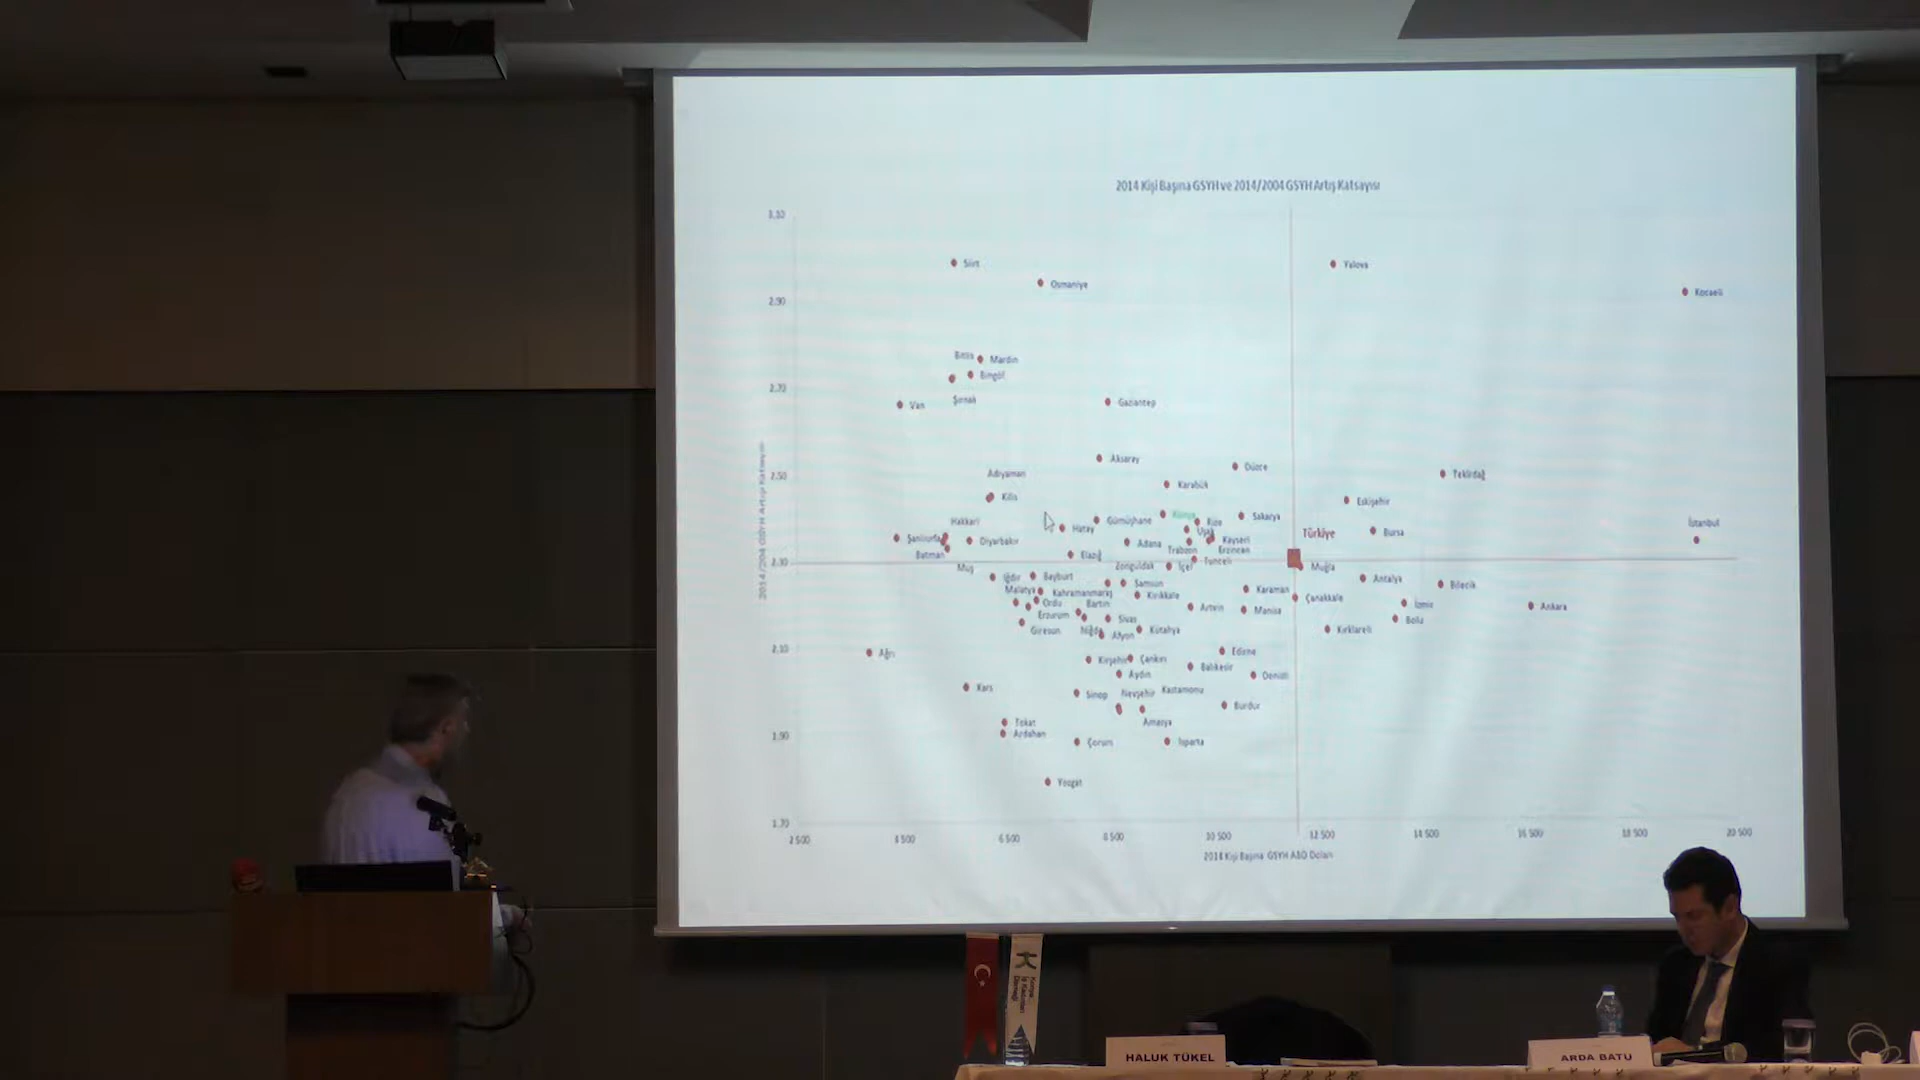 2014 Kişi Başına GSYH ve 2014/2004 GSYH Artış Katsayısı
3.10
Siirt
Yalova
Osmaniye
Kocaeli
2.90
Bitlis
Mardin
Bingöl
2.70
Şırnak
Van
Gaziantep
Aksaray
Düzce
2.50
Adıyaman
Tekirdağ
Kilis
Karabük
Eskişehir
Hakkari
Hatay
Gümüşhane
Konya
Rize
Sakarya
İstanbul
Şanlıurfa
Diyarbakır
Adana
Uşak
Kayseri
Türkiye
Bursa
Batman
Elazığ
Trabzon
Erzincan
2.30
Muş
Zonguldak
İçel
Tunceli
Muğla
Iğdır
Bayburt
Samsun
Antalya
Bilecik
Malatya
Kahramanmaraş
Kırıkkale
Karaman
Çanakkale
Ordu
Bartın
Artvin
Manisa
İzmir
Ankara
Erzurum
Sivas
Bolu
Giresun
Niğde
Afyon
Kütahya
Kırklareli
2.10
Ağrı
Kırşehir
Çankırı
Edirne
Balıkesir
Aydın
Denizli
Kars
Sinop
Nevşehir
Kastamonu
Burdur
Tokat
Amasya
Ardahan
1.90
Çorum
Isparta
Yozgat
1.70
2 500
4 500
6 500
8 500
10 500
12 500
14 500
16 500
18 500
20 500
2014 Kişi Başına GSYH ABD Doları
HALUK TÜKEL
ARDA BATU